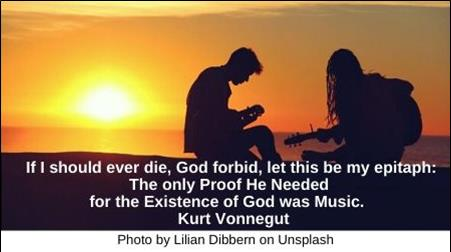 If I should ever die, God forbid, let this be my epitaph:
The only Proof He Needed
for the Existence of God was Music.
Kurt Vonnegut
Photo by Lilian Dibbern on Unsplash